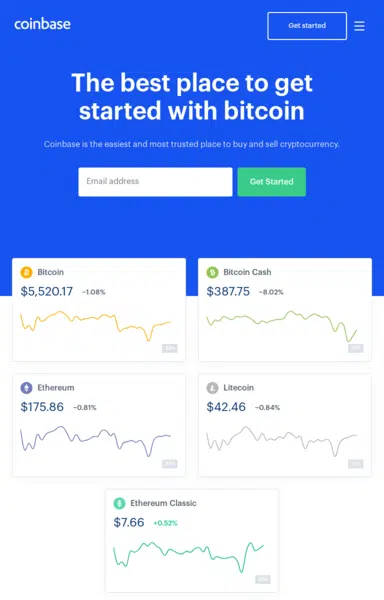 coinbase
Get started
The best place to get
started with bitcoin
Coinbase is the easiest and most trusted place to buy and sell cryptocurrency.
Email address
Get Started
Bitcoin
$5,520.17 −1.08%
Bitcoin Cash
$387.75 −8.02%
Ethereum
$175.86 −0.81%
Litecoin
$42.46 −0.84%
Ethereum Classic
$7.66 +0.52%